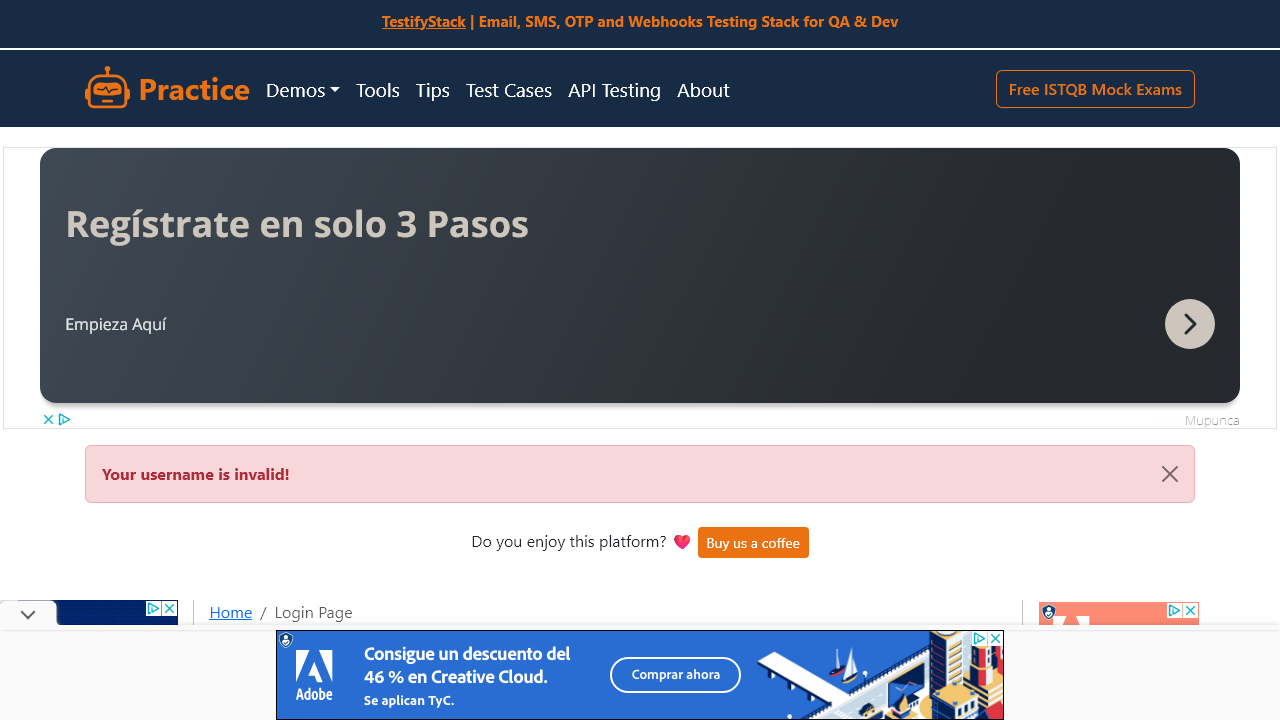 TestifyStack | Email, SMS, OTP and Webhooks Testing Stack for QA & Dev
Practice Demos Tools Tips Test Cases API Testing About Free ISTQB Mock Exams
Regístrate en solo 3 Pasos
Empieza Aquí
Mupunca
Your username is invalid!
Do you enjoy this platform? Buy us a coffee
Home / Login Page
Adobe
Consigue un descuento del
46 % en Creative Cloud.
Se aplican TyC.
Comprar ahora